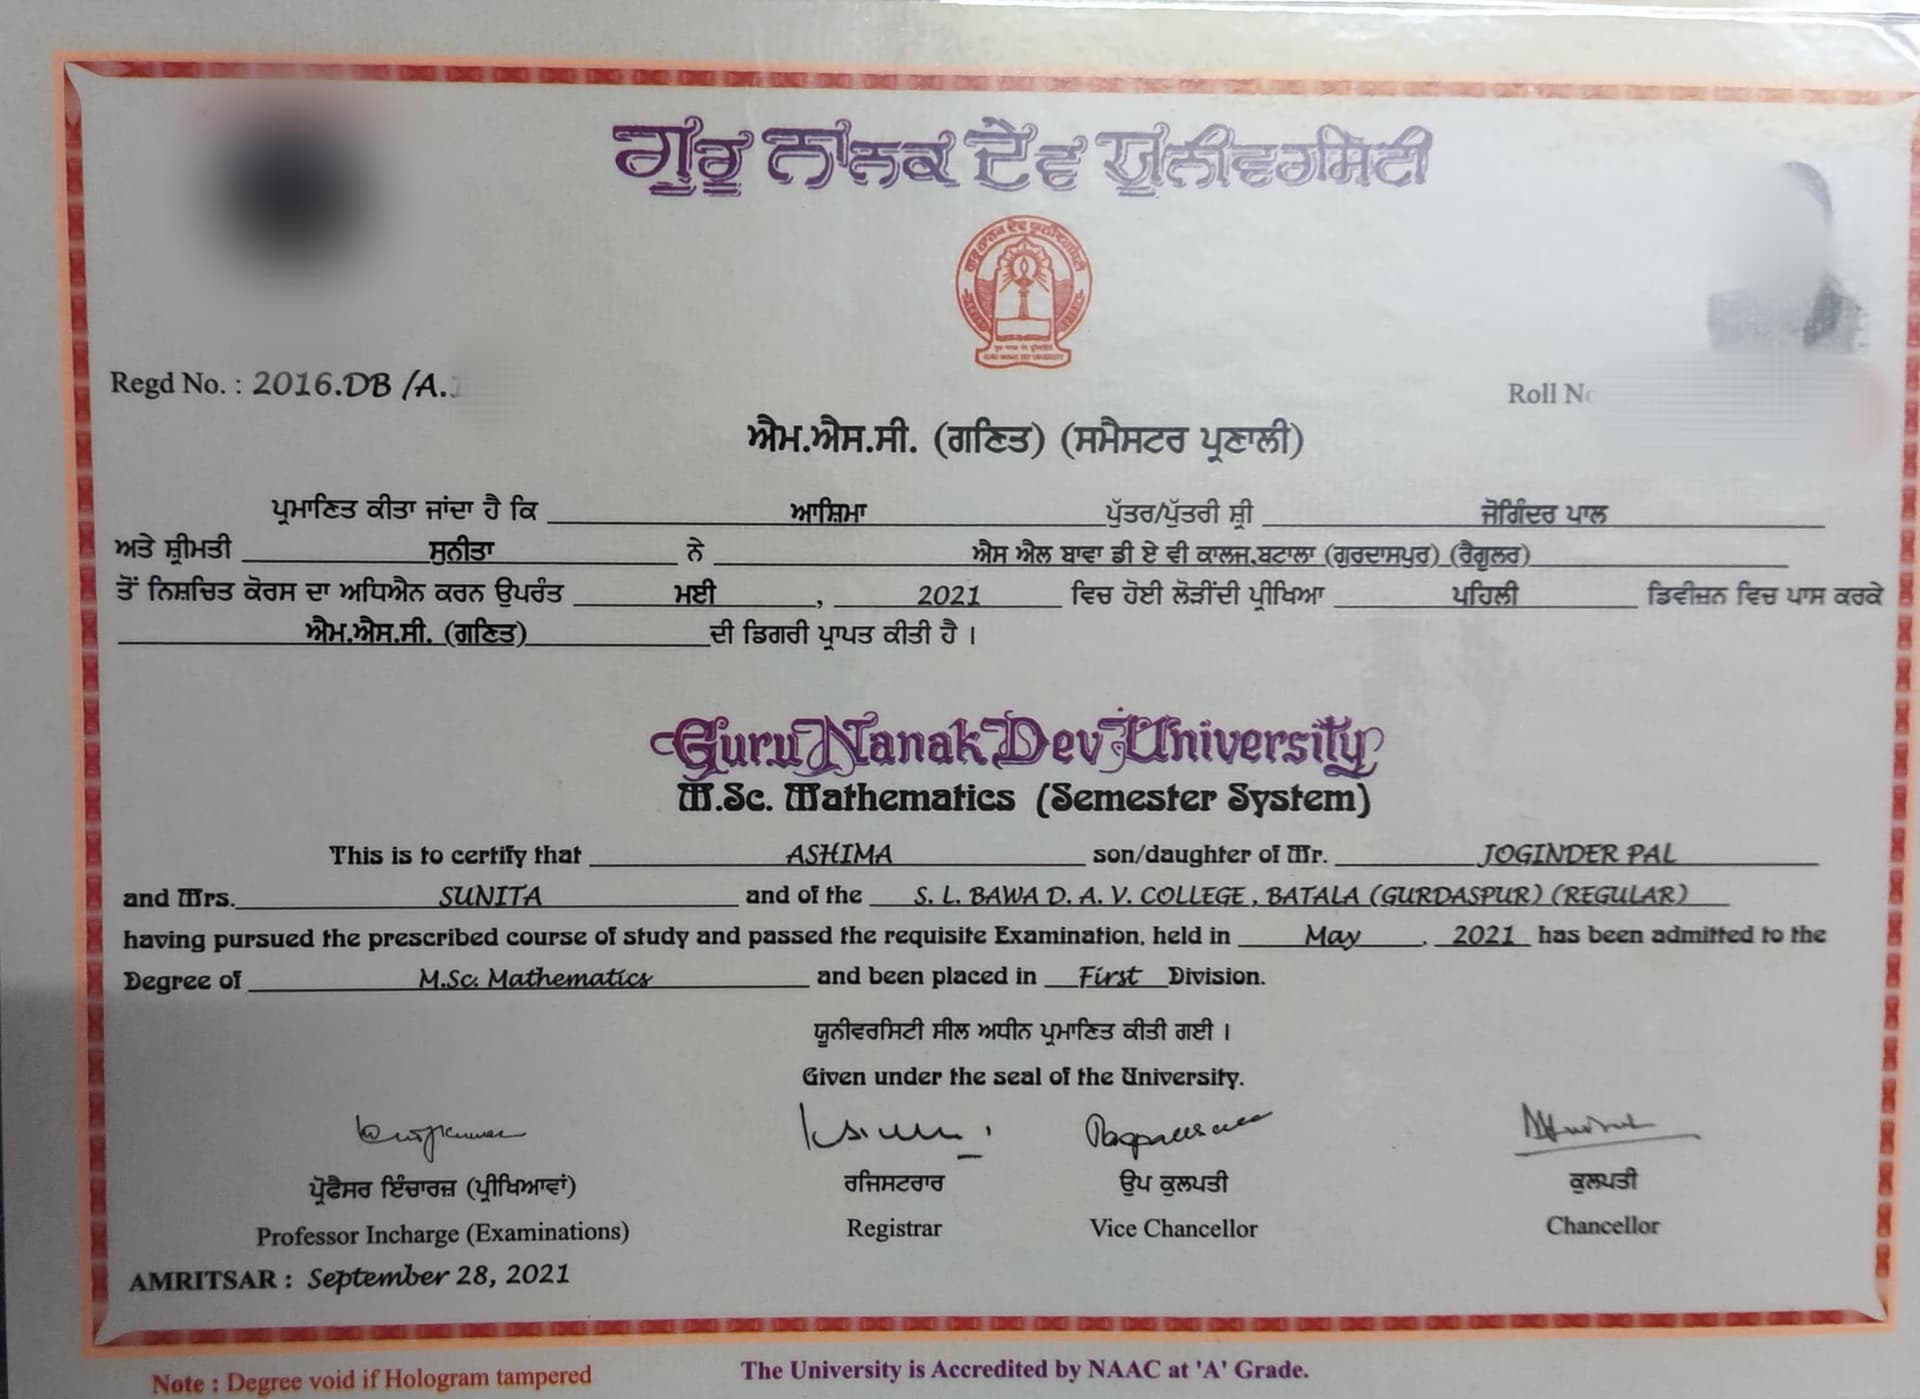 ਗੁਰੂ ਨਾਨਕ ਦੇਵ ਯੂਨੀਵਰਸਿਟੀ
GURU NANAK DEV UNIVERSITY
Regd No. : 2016.DB /A.
Roll No
ਐਮ.ਐਸ.ਸੀ. (ਗਣਿਤ) (ਸਮੈਸਟਰ ਪ੍ਰਣਾਲੀ)
ਪ੍ਰਮਾਣਿਤ ਕੀਤਾ ਜਾਂਦਾ ਹੈ ਕਿ ਆਸ਼ਿਮਾ ਪੁੱਤਰ/ਪੁੱਤਰੀ ਸ਼੍ਰੀ ਜੋਗਿੰਦਰ ਪਾਲ
ਅਤੇ ਸ਼੍ਰੀਮਤੀ ਸੁਨੀਤਾ ਨੇ ਐਸ ਐਲ ਬਾਵਾ ਡੀ ਏ ਵੀ ਕਾਲਜ,ਬਟਾਲਾ (ਗੁਰਦਾਸਪੁਰ) (ਰੈਗੂਲਰ)
ਤੋਂ ਨਿਸ਼ਚਿਤ ਕੋਰਸ ਦਾ ਅਧਿਐਨ ਕਰਨ ਉਪਰੰਤ ਮਈ , 2021 ਵਿਚ ਹੋਈ ਲੋੜੀਂਦੀ ਪ੍ਰੀਖਿਆ ਪਹਿਲੀ ਡਿਵੀਜ਼ਨ ਵਿਚ ਪਾਸ ਕਰਕੇ
ਐਮ.ਐਸ.ਸੀ. (ਗਣਿਤ) ਦੀ ਡਿਗਰੀ ਪ੍ਰਾਪਤ ਕੀਤੀ ਹੈ ।
Guru Nanak Dev University
M.Sc. Mathematics (Semester System)
This is to certify that ASHIMA son/daughter of Mr. JOGINDER PAL
and Mrs. SUNITA and of the S. L. BAWA D. A. V. COLLEGE , BATALA (GURDASPUR) (REGULAR)
having pursued the prescribed course of study and passed the requisite Examination, held in May , 2021 has been admitted to the
Degree of M.Sc. Mathematics and been placed in First Division.
ਯੂਨੀਵਰਸਿਟੀ ਸੀਲ ਅਧੀਨ ਪ੍ਰਮਾਣਿਤ ਕੀਤੀ ਗਈ ।
Given under the seal of the University.
ਪ੍ਰੋਫੈਸਰ ਇੰਚਾਰਜ਼ (ਪ੍ਰੀਖਿਆਵਾਂ) ਰਜਿਸਟਰਾਰ ਉਪ ਕੁਲਪਤੀ ਕੁਲਪਤੀ
Professor Incharge (Examinations) Registrar Vice Chancellor Chancellor
AMRITSAR : September 28, 2021
Note : Degree void if Hologram tampered
The University is Accredited by NAAC at 'A' Grade.